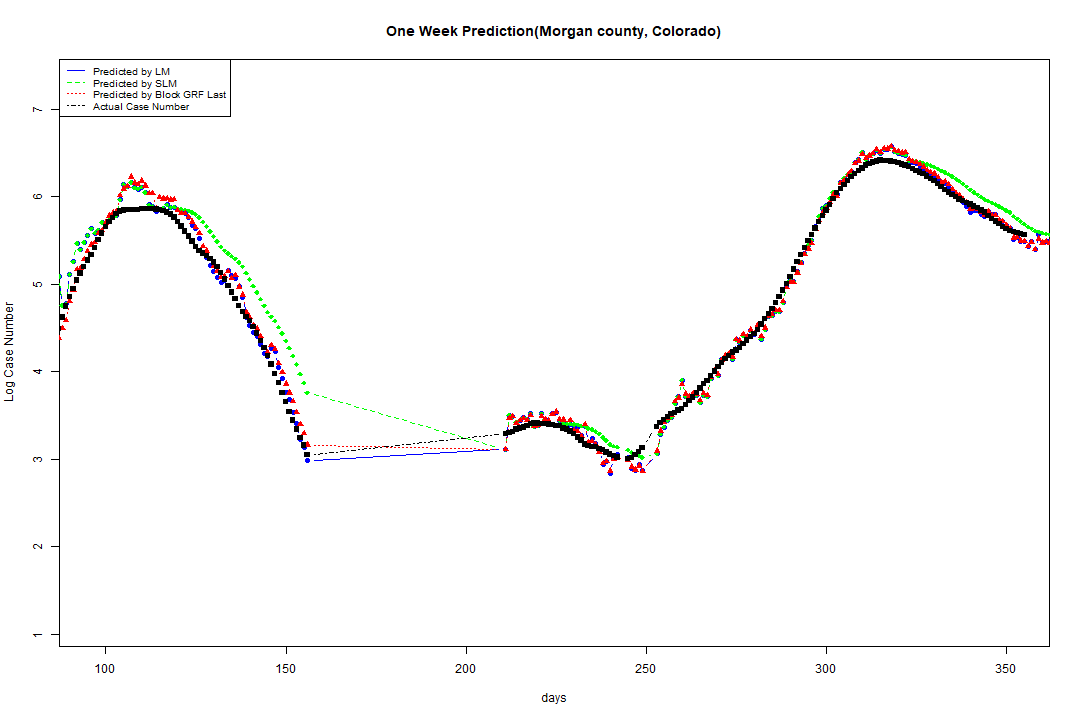 One Week Prediction(Morgan county, Colorado)
Predicted by LM
Predicted by SLM
Predicted by Block GRF Last
Actual Case Number
7
6
5
4
3
2
1
Log Case Number
100 150 200 250 300 350
days